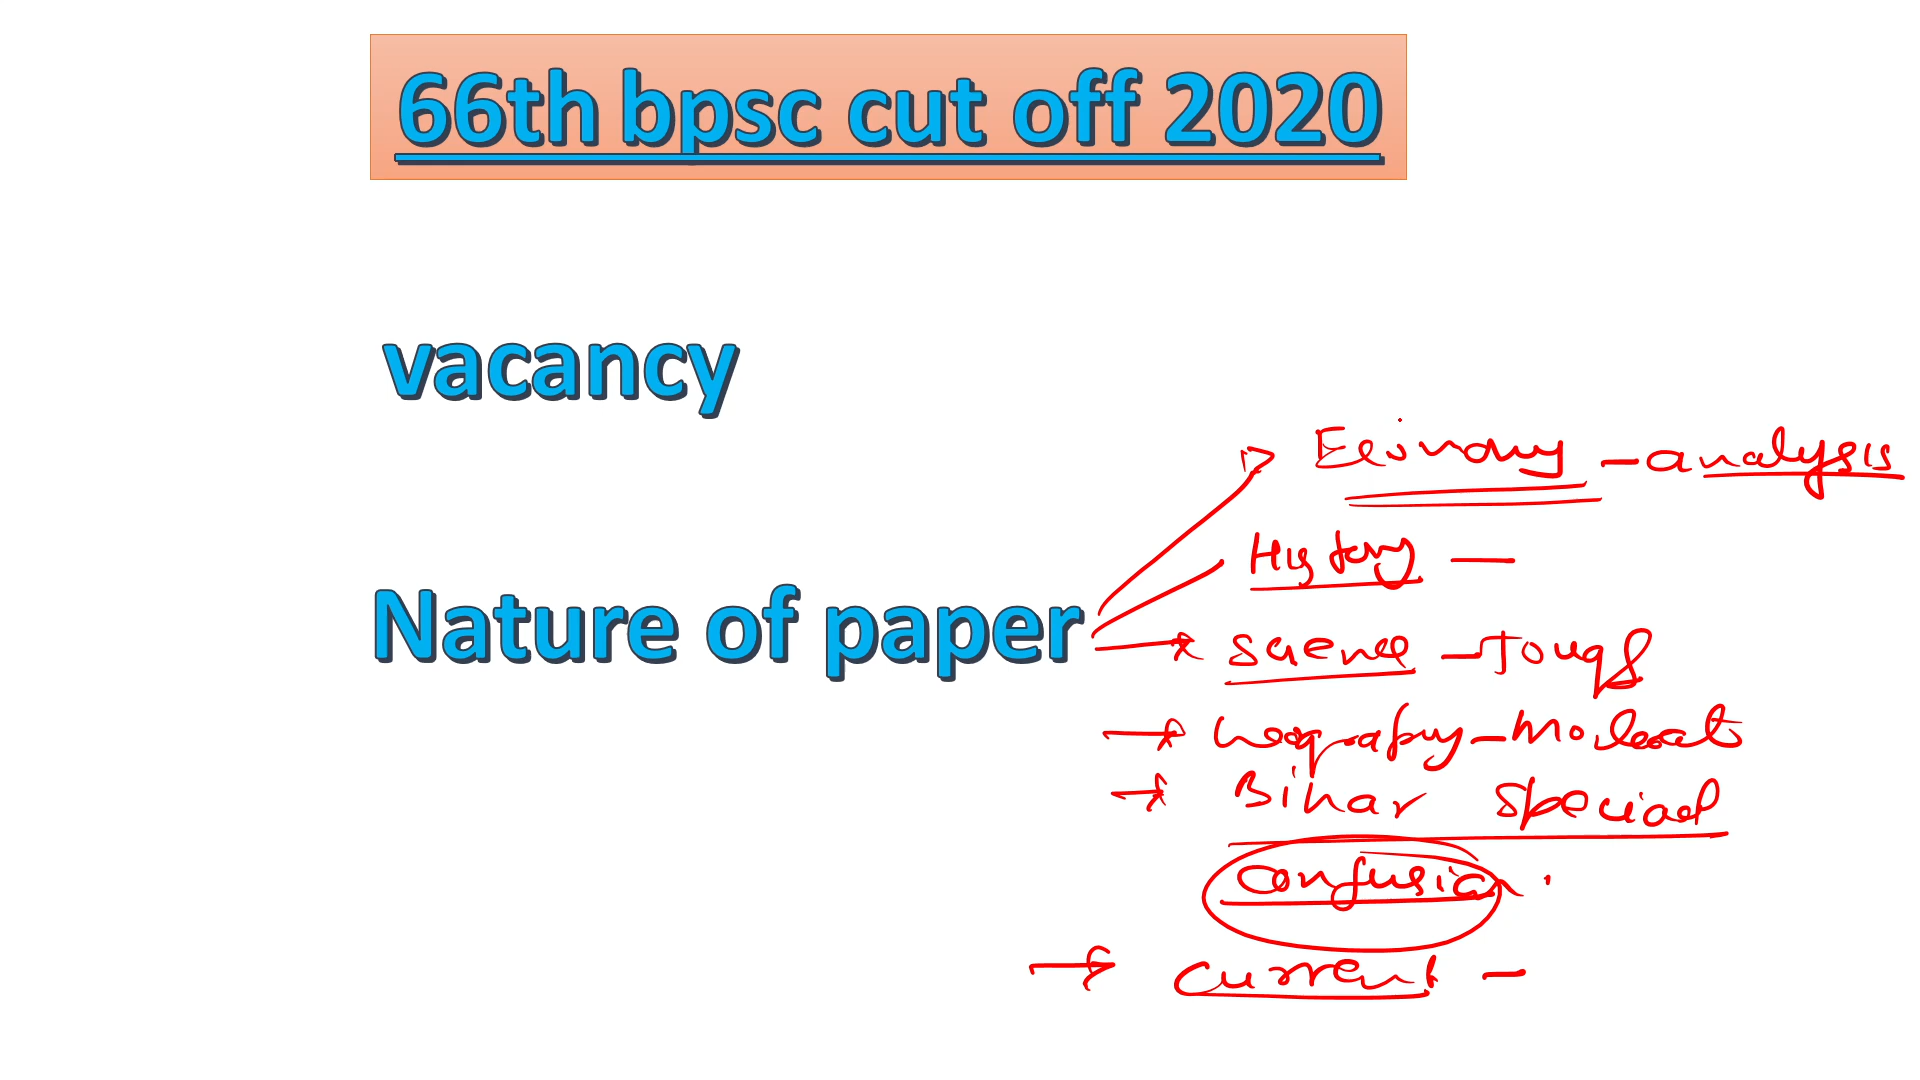 66th bpsc cut off 2020
vacancy
Nature of paper
Economy - analysis
History -
Science - Tough
Geography - Moderate
Bihar Special
Confusion.
Current -